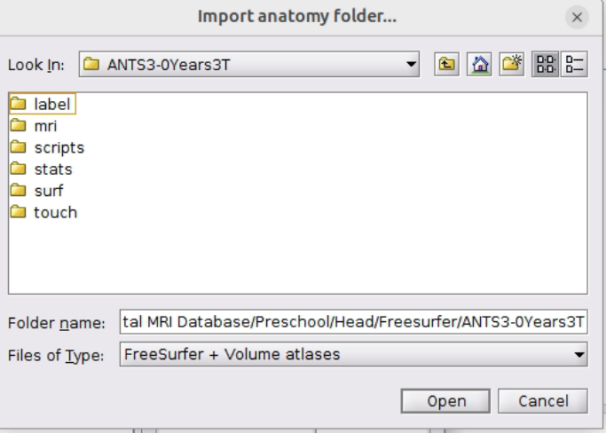 Import anatomy folder...
Look In: ANTS3-0Years3T
label
mri
scripts
stats
surf
touch
Folder name: tal MRI Database/Preschool/Head/Freesurfer/ANTS3-0Years3T
Files of Type: FreeSurfer + Volume atlases
Open Cancel